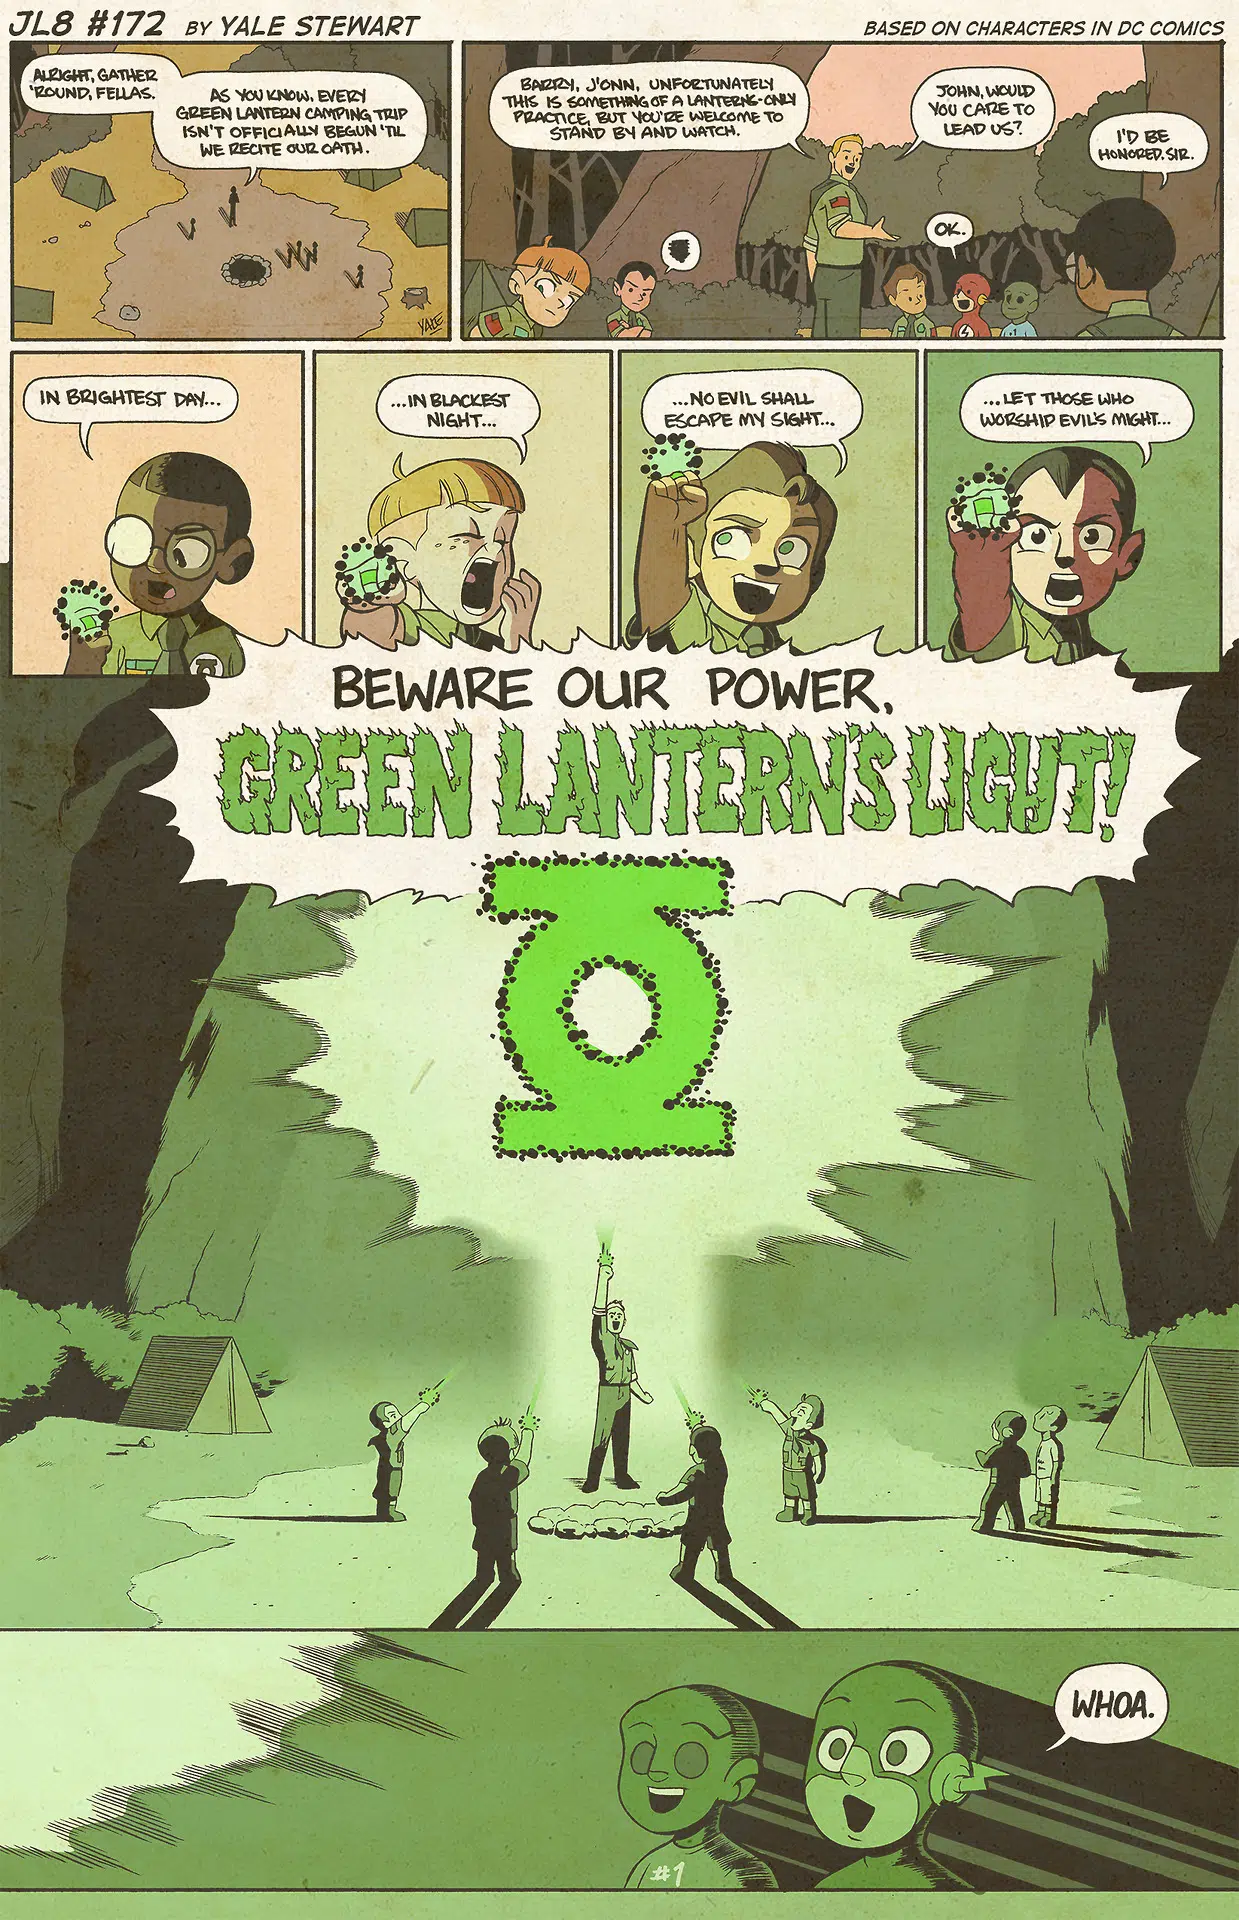 JL8 #172 BY YALE STEWART
BASED ON CHARACTERS IN DC COMICS
ALRIGHT, GATHER
'ROUND, FELLAS.
AS YOU KNOW, EVERY
GREEN LANTERN CAMPING TRIP
ISN'T OFFICIALLY BEGUN 'TIL
WE RECITE OUR OATH.
YALE
BARRY, J'ONN, UNFORTUNATELY
THIS IS SOMETHING OF A LANTERNS-ONLY
PRACTICE, BUT YOU'RE WELCOME TO
STAND BY AND WATCH.
OK.
JOHN, WOULD
YOU CARE TO
LEAD US?
I'D BE
HONORED, SIR.
IN BRIGHTEST DAY...
...IN BLACKEST
NIGHT...
...NO EVIL SHALL
ESCAPE MY SIGHT...
...LET THOSE WHO
WORSHIP EVIL'S MIGHT...
BEWARE OUR POWER,
GREEN LANTERN'S LIGHT!
WHOA.
#1